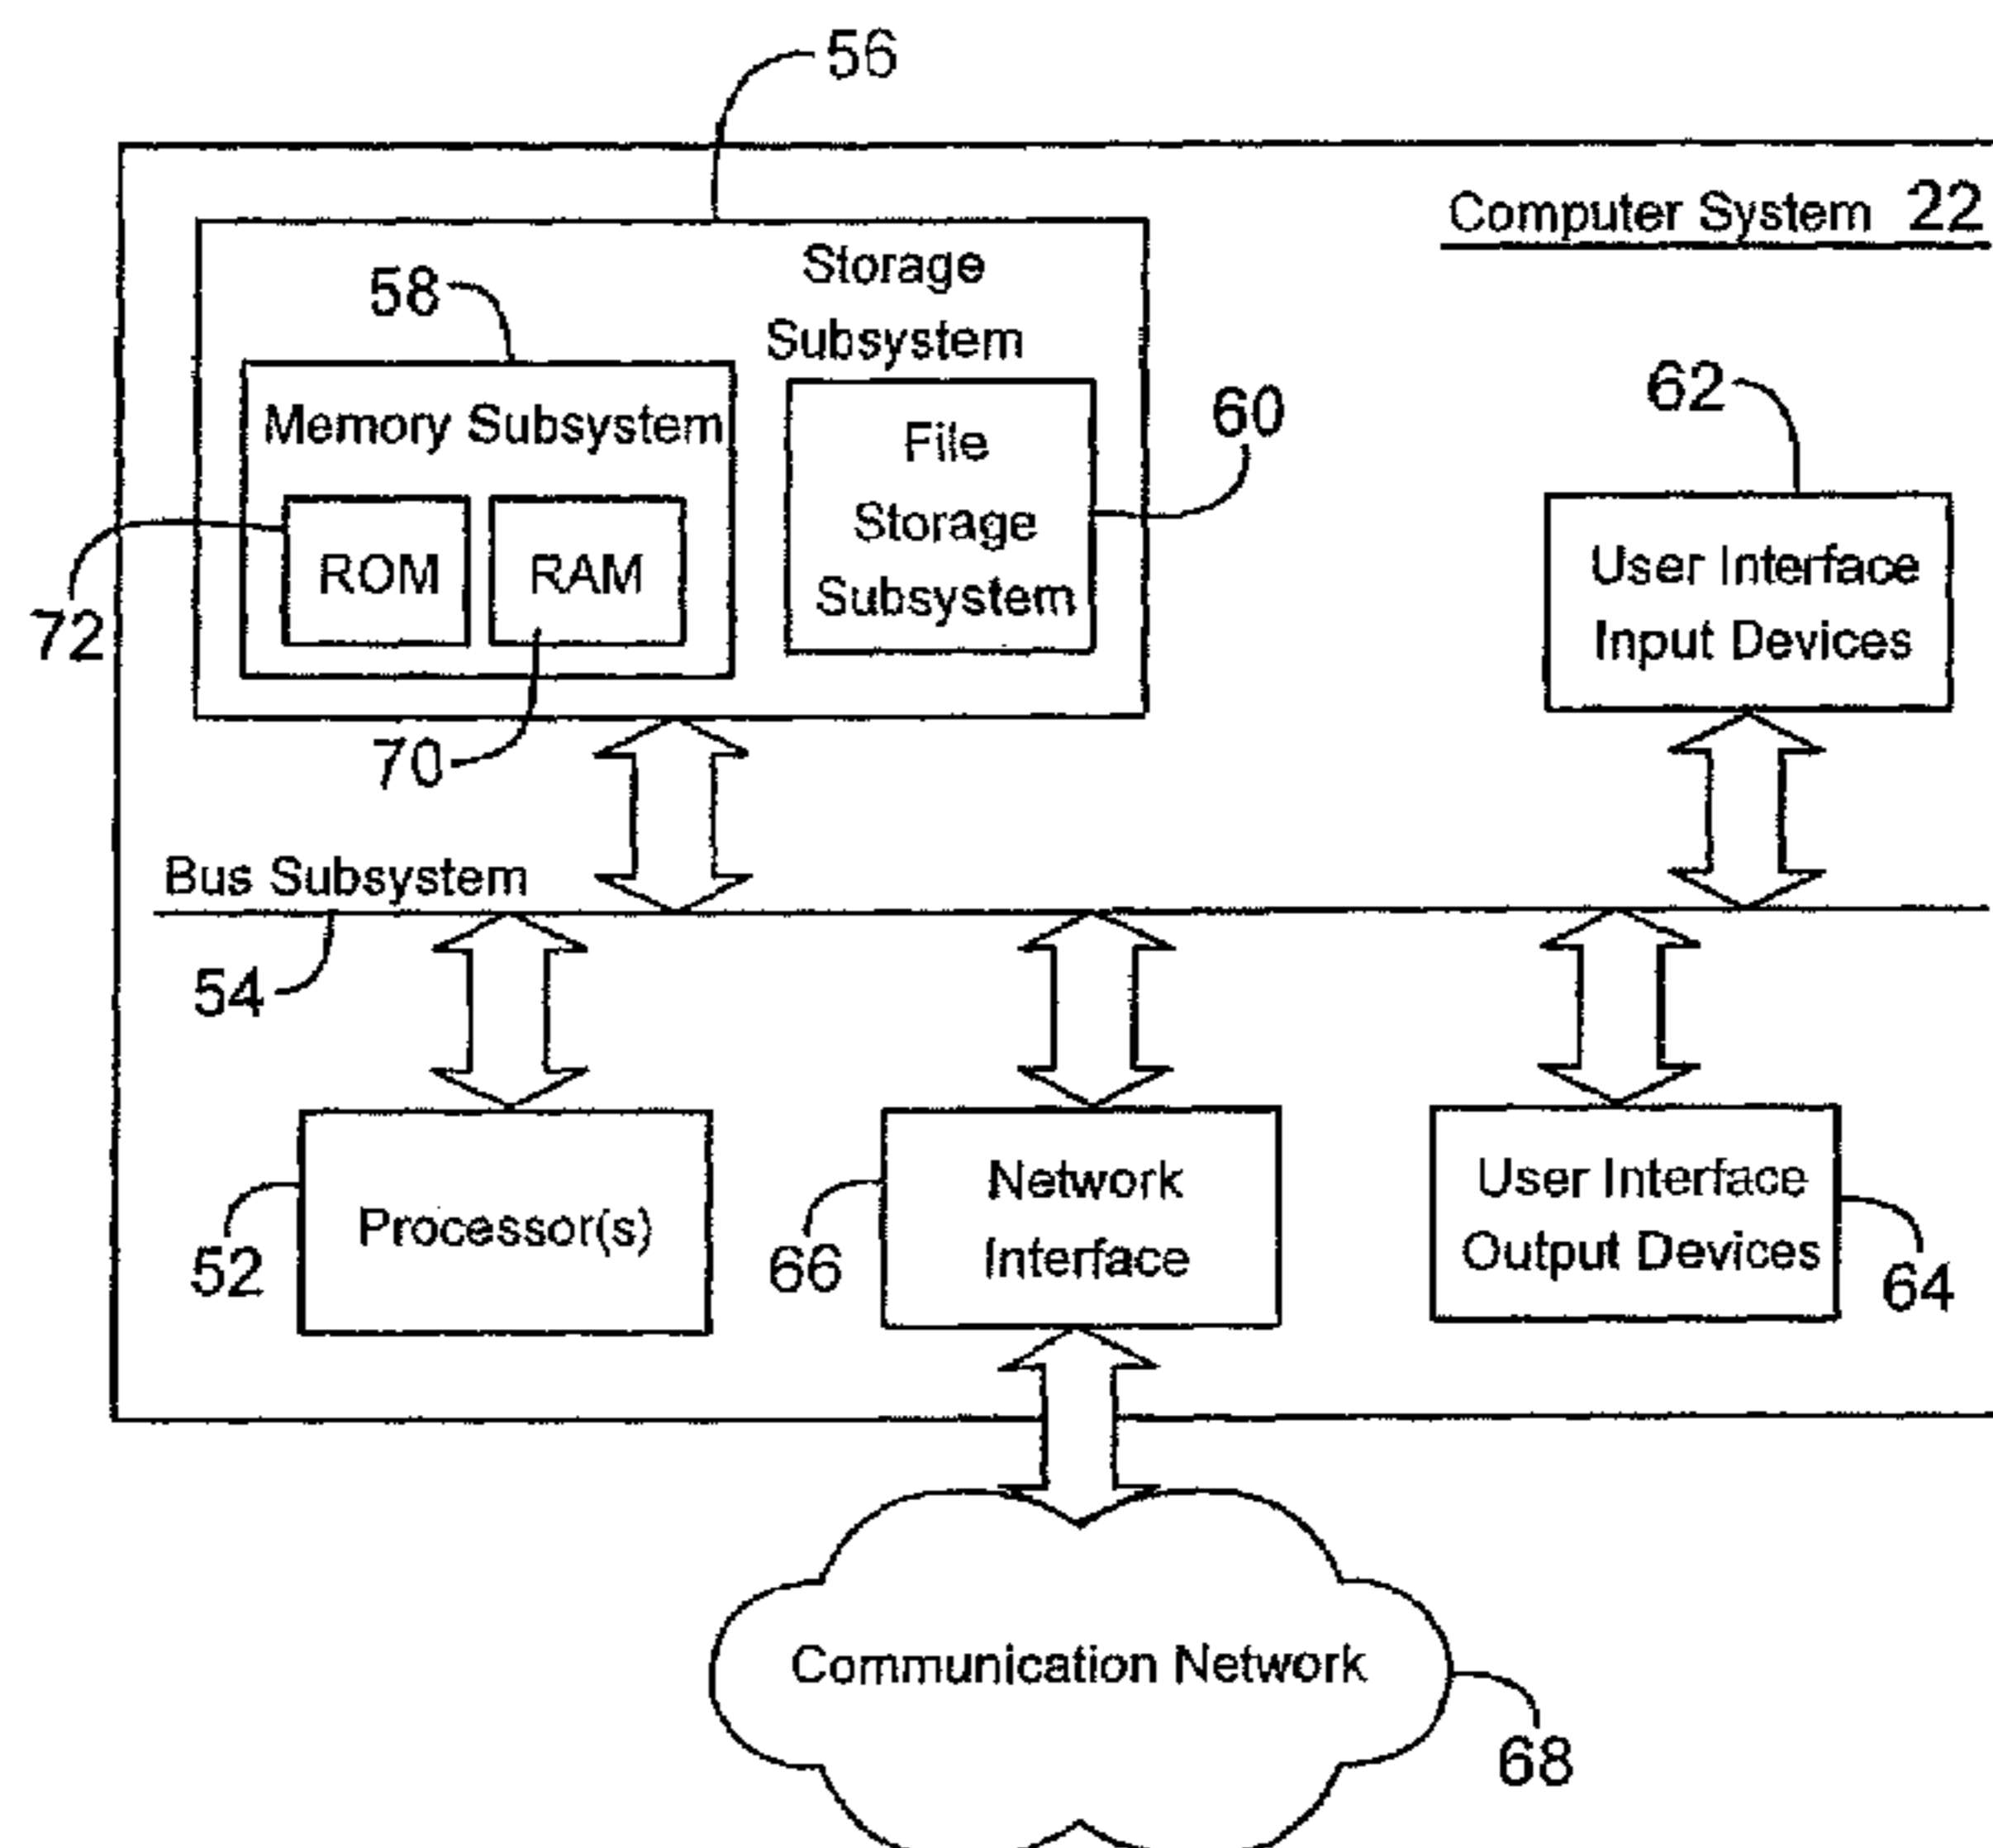 56
Computer System 22
Storage
Subsystem
58
Memory Subsystem
File
Storage
Subsystem
60
62
ROM
RAM
72
70
User Interface
Input Devices
Bus Subsystem
54
Processor(s)
52
Network
Interface
66
User Interface
Output Devices
64
Communication Network
68